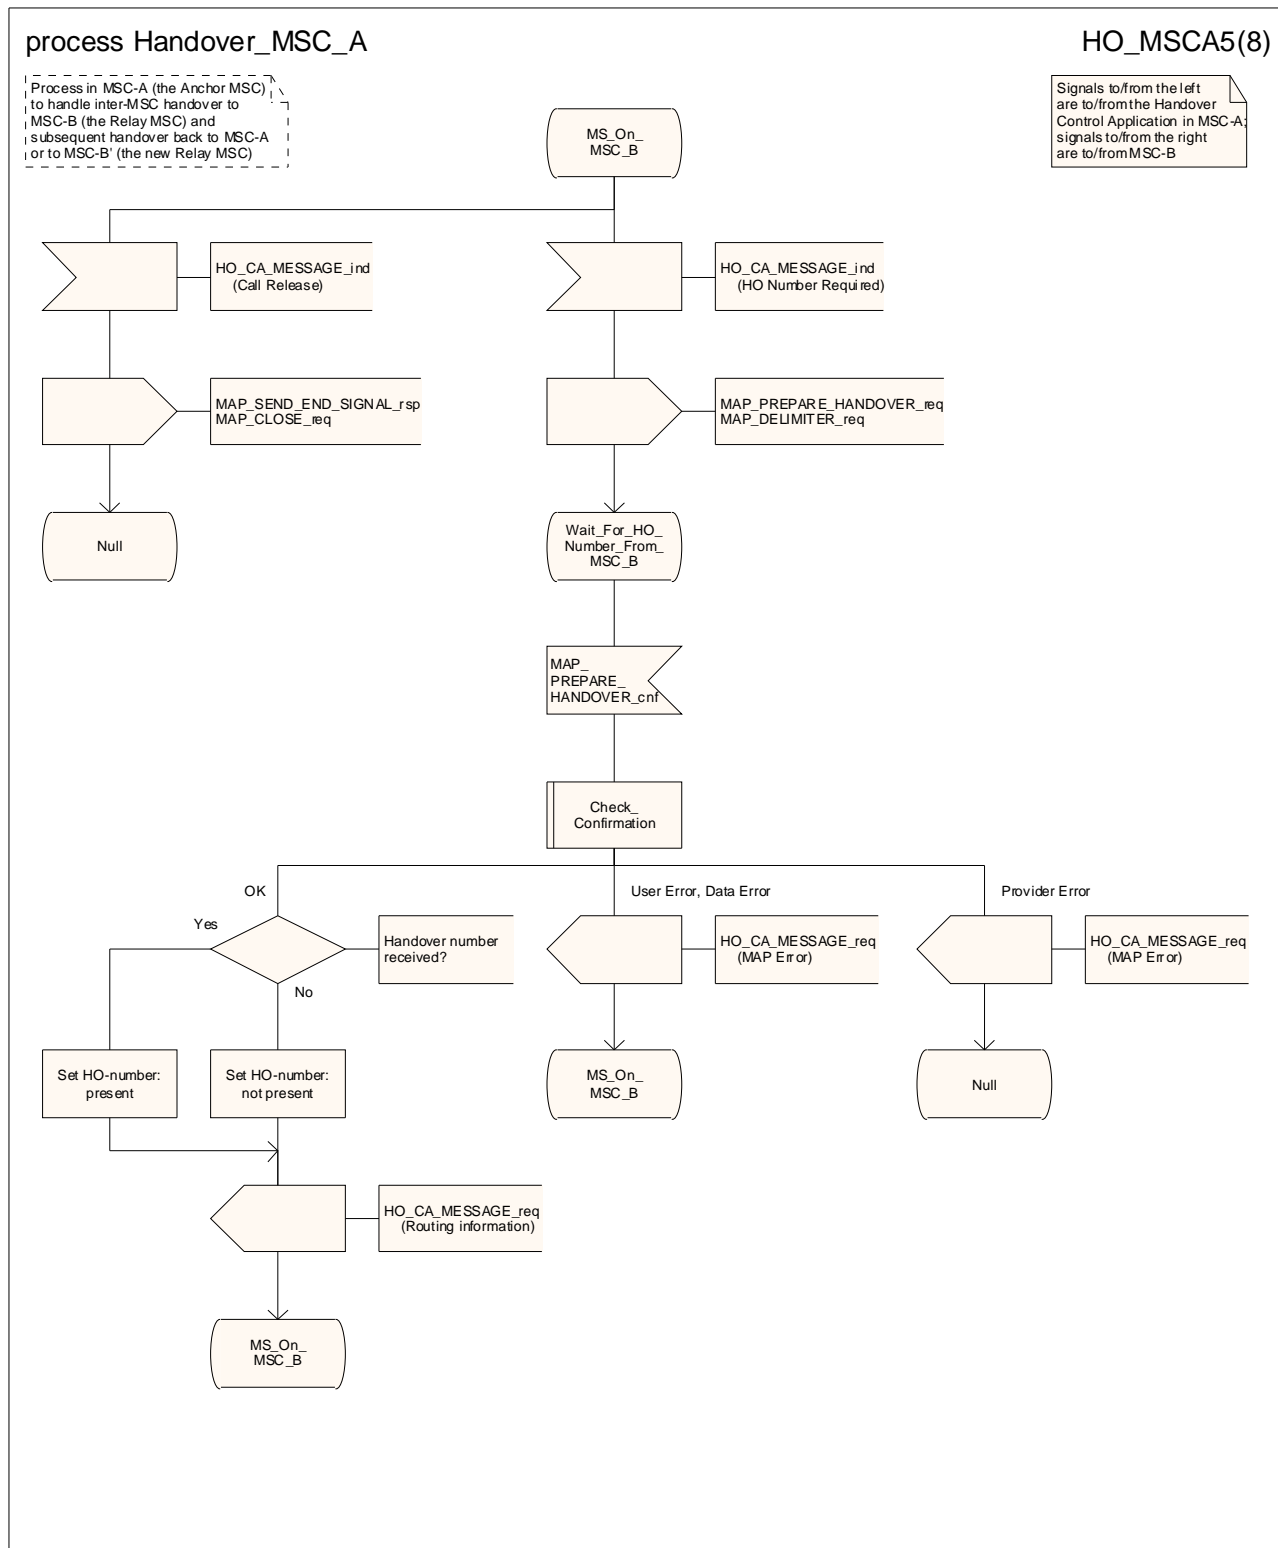 process Handover_MSC_A
HO_MSCA5(8)
Process in MSC-A (the Anchor MSC)
to handle inter-MSC handover to
MSC-B (the Relay MSC) and
subsequent handover back to MSC-A
or to MSC-B' (the new Relay MSC)
Signals to/from the left
are to/from the Handover
Control Application in MSC-A;
signals to/from the right
are to/from MSC-B
MS_On_
MSC_B
HO_CA_MESSAGE_ind
(Call Release)
HO_CA_MESSAGE_ind
(HO Number Required)
MAP_SEND_END_SIGNAL_rsp
MAP_CLOSE_req
MAP_PREPARE_HANDOVER_req
MAP_DELIMITER_req
Null
Wait_For_HO_
Number_From_
MSC_B
MAP_
PREPARE_
HANDOVER_cnf
Check_
Confirmation
OK
User Error, Data Error
Provider Error
Yes
Handover number
received?
No
HO_CA_MESSAGE_req
(MAP Error)
HO_CA_MESSAGE_req
(MAP Error)
Set HO-number:
present
Set HO-number:
not present
MS_On_
MSC_B
Null
HO_CA_MESSAGE_req
(Routing information)
MS_On_
MSC_B